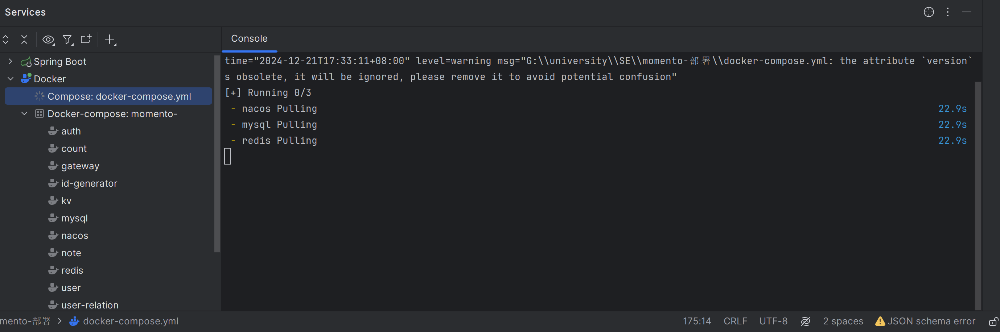 Services
Console
Spring Boot
Docker
Compose: docker-compose.yml
Docker-compose: momento-
auth
count
gateway
id-generator
kv
mysql
nacos
note
redis
user
user-relation
time="2024-12-21T17:33:11+08:00" level=warning msg="G:\\university\\SE\\momento-部署\\docker-compose.yml: the attribute `version`
s obsolete, it will be ignored, please remove it to avoid potential confusion"
[+] Running 0/3
- nacos Pulling 22.9s
- mysql Pulling 22.9s
- redis Pulling 22.9s
mento-部署 > docker-compose.yml 175:14 CRLF UTF-8 2 spaces JSON schema error